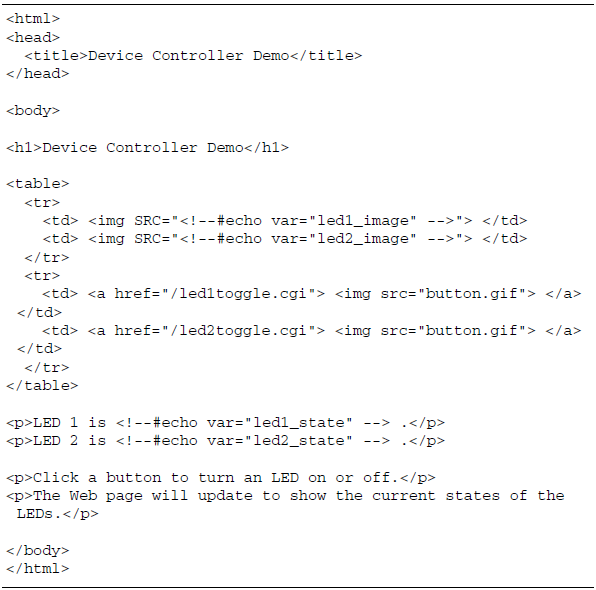 <html>
<head>
  <title>Device Controller Demo</title>
</head>

<body>

<h1>Device Controller Demo</h1>

<table>
  <tr>
    <td> <img SRC="<!--#echo var="led1_image" -->"> </td>
    <td> <img SRC="<!--#echo var="led2_image" -->"> </td>
  </tr>
  <tr>
    <td> <a href="/led1toggle.cgi"> <img src="button.gif"> </a>
 </td>
    <td> <a href="/led2toggle.cgi"> <img src="button.gif"> </a>
 </td>
  </tr>
</table>

<p>LED 1 is <!--#echo var="led1_state" --> .</p>
<p>LED 2 is <!--#echo var="led2_state" --> .</p>

<p>Click a button to turn an LED on or off.</p>
<p>The Web page will update to show the current states of the
 LEDs.</p>

</body>
</html>